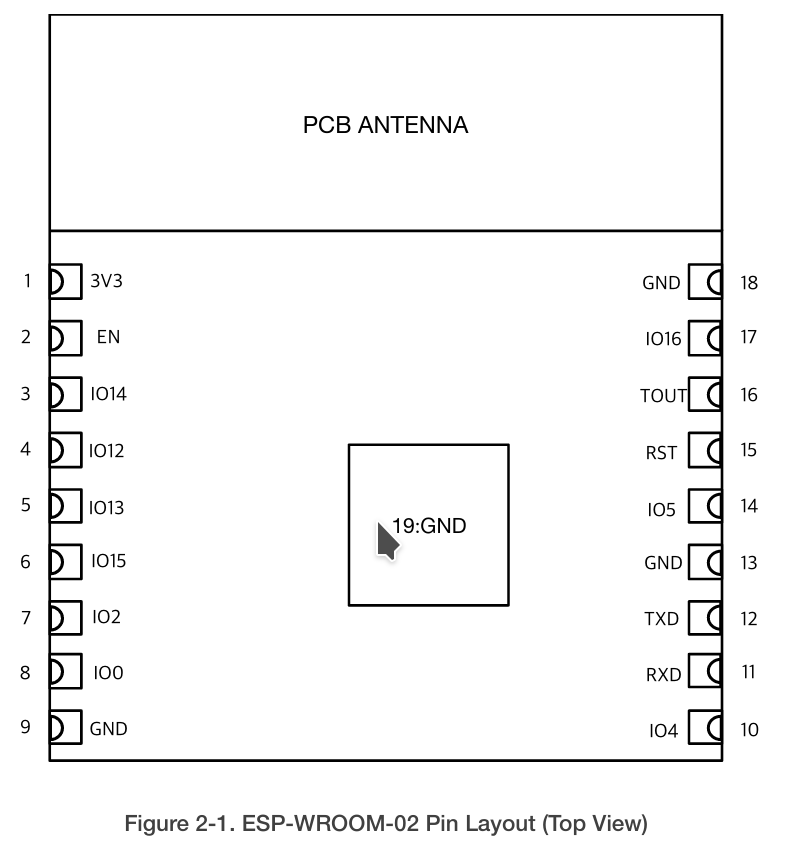 PCB ANTENNA
1 3V3 GND 18
2 EN IO16 17
3 IO14 TOUT 16
4 IO12 RST 15
5 IO13 IO5 14
19:GND
6 IO15 GND 13
7 IO2 TXD 12
8 IO0 RXD 11
9 GND IO4 10
Figure 2-1. ESP-WROOM-02 Pin Layout (Top View)